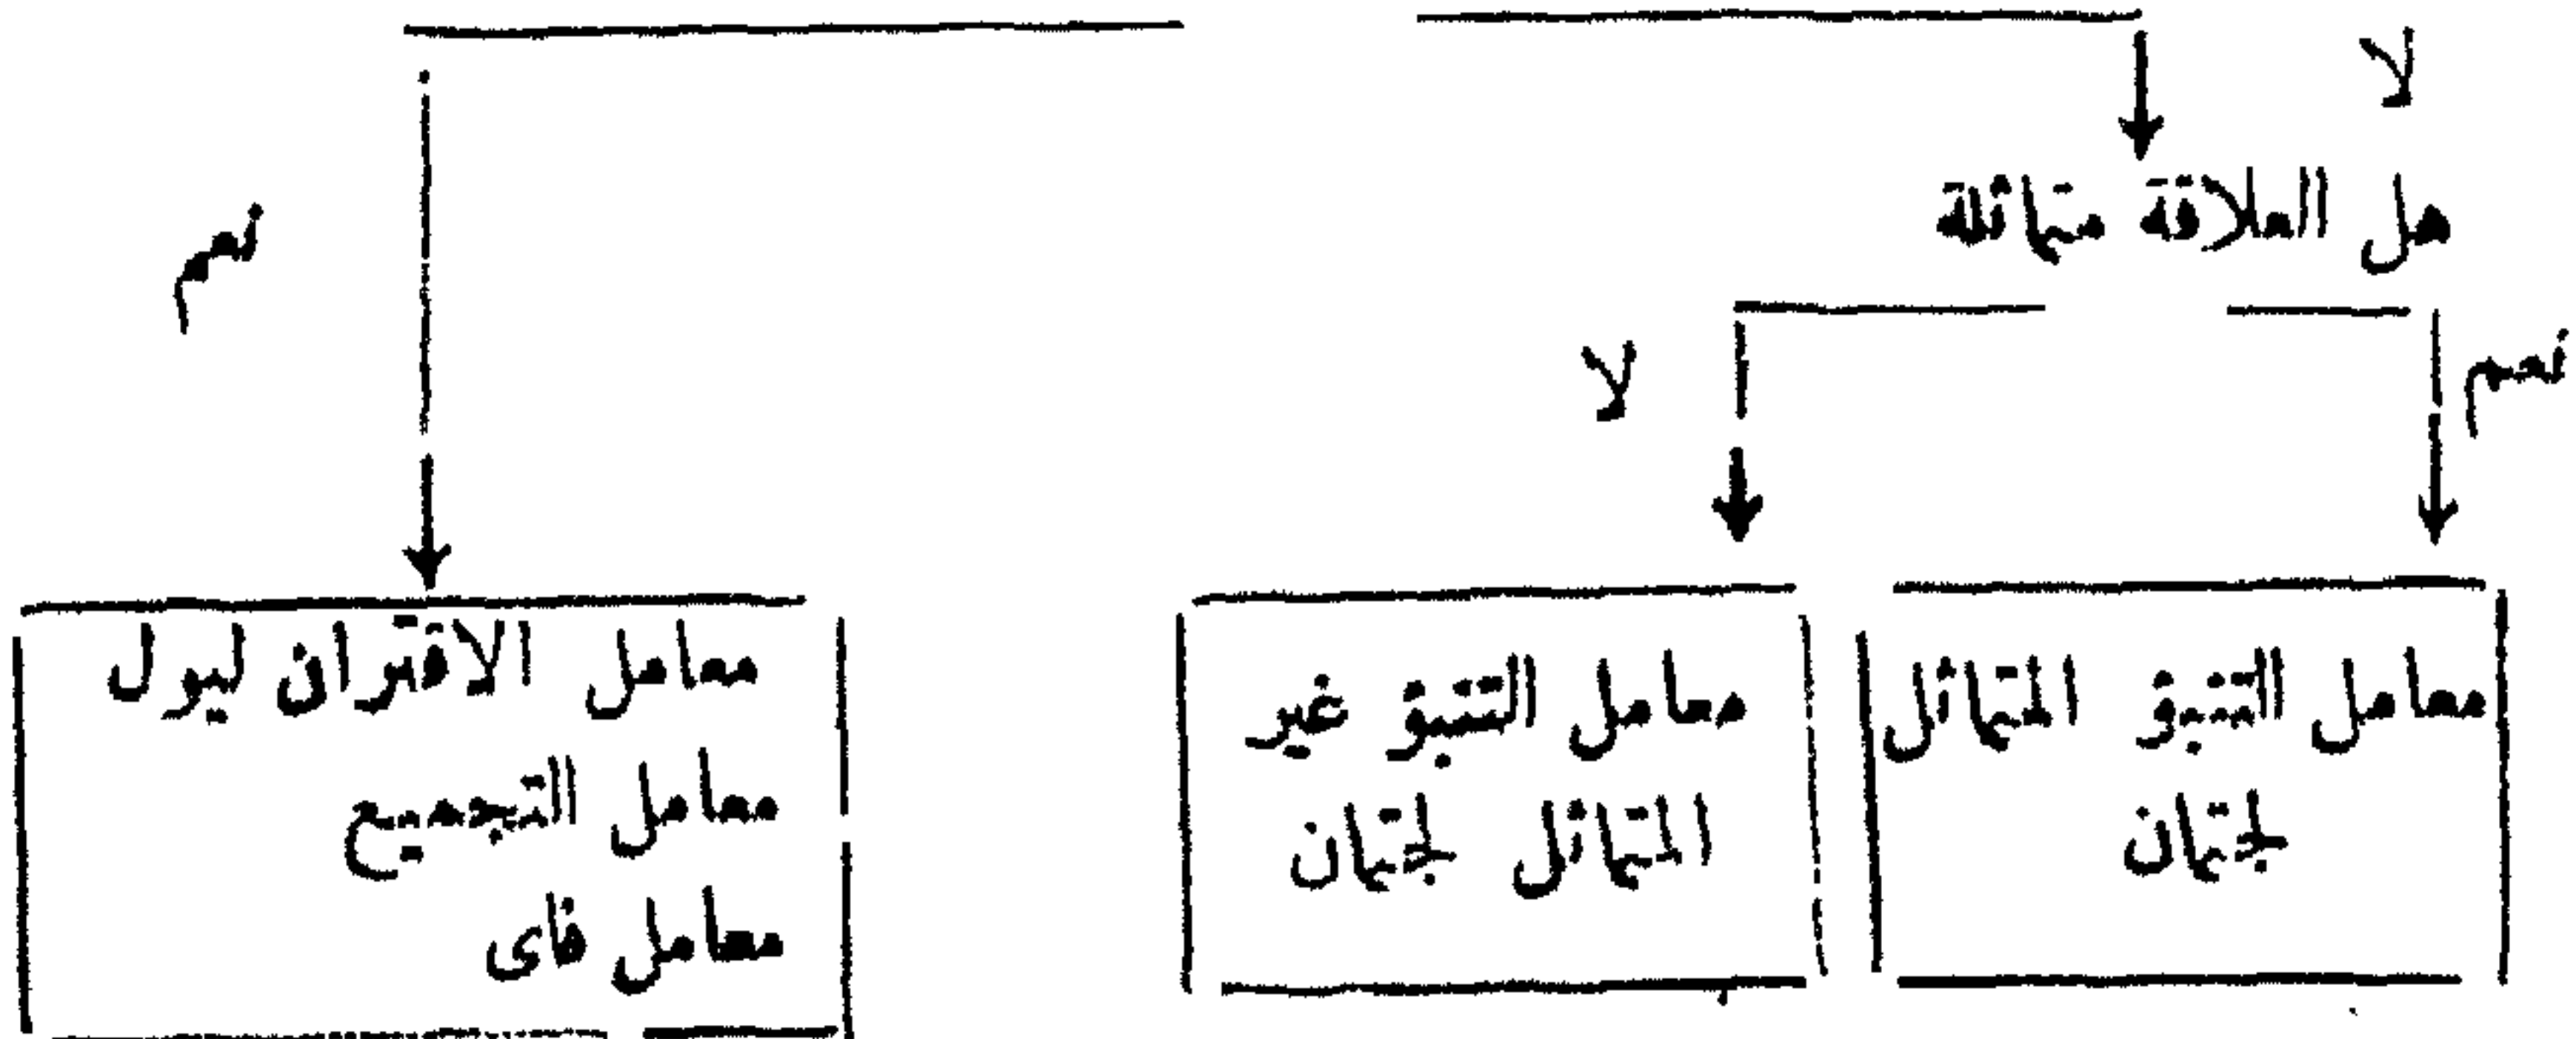 لا
هل العلاقة متماثلة
نعم
لا
نعم
معامل التنبؤ المتماثل
لجتمان
معامل التنبؤ غير
المتماثل لجتمان
معامل الاقتران ليول
معامل التجميع
معامل فاى